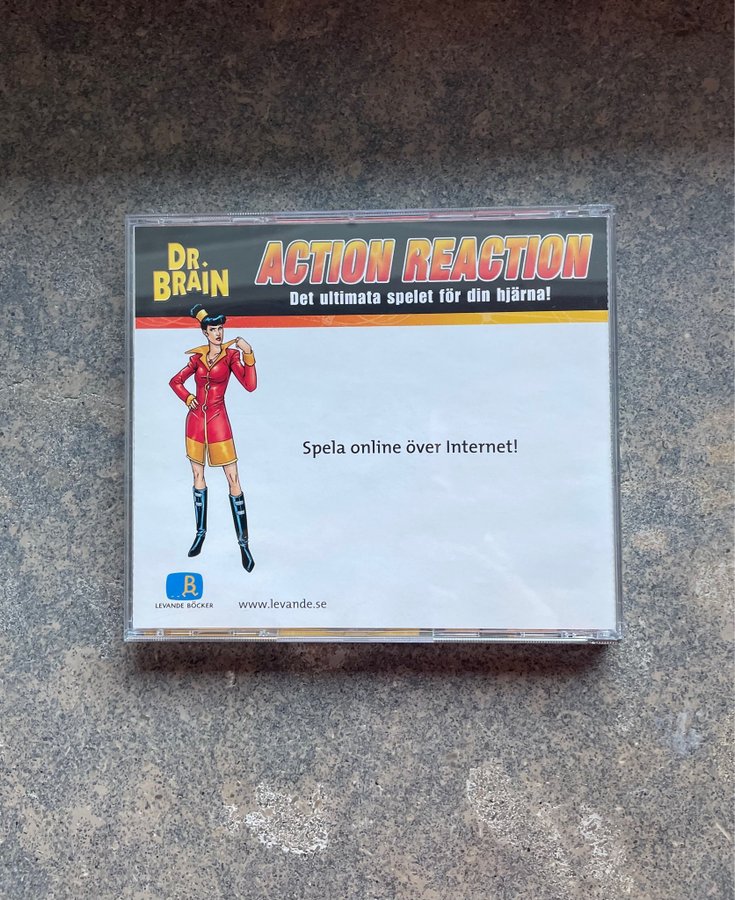 DR.
BRAIN
ACTION REACTION
Det ultimata spelet för din hjärna!
Spela online över Internet!
LEVANDE BÖCKER
www.levande.se